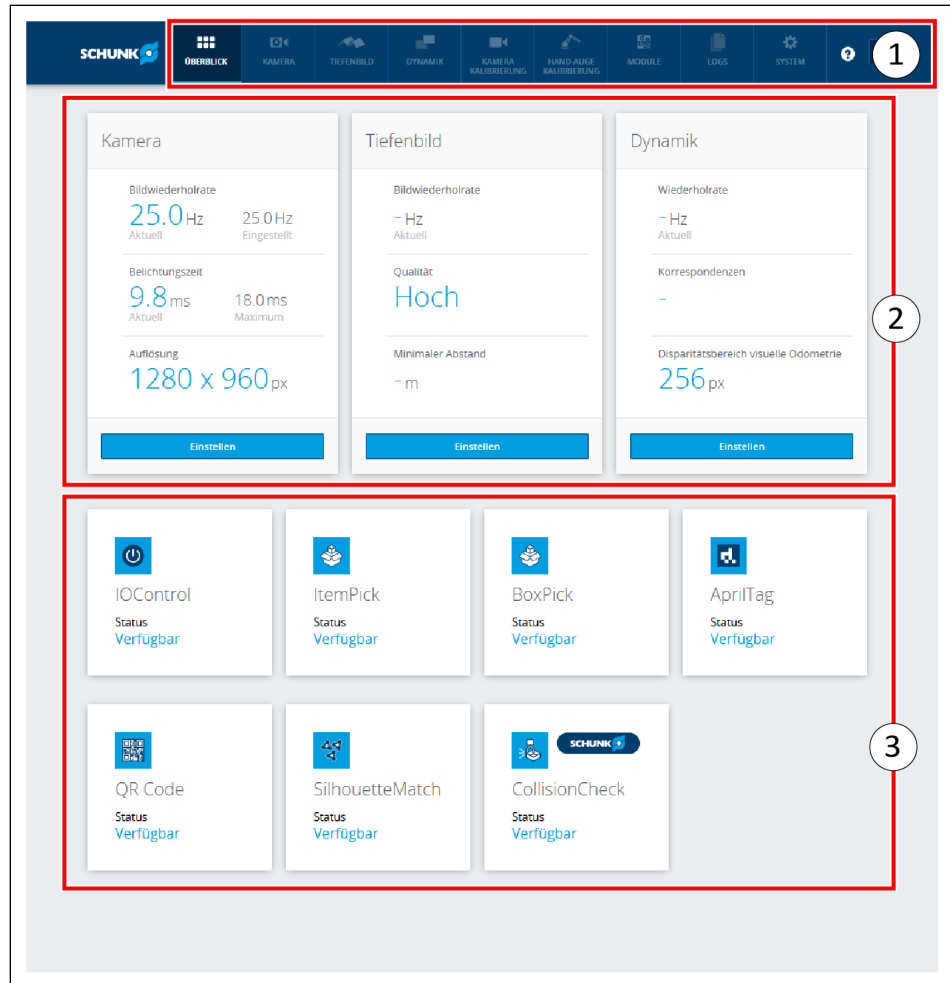 SCHUNK
ÜBERBLICK
KAMERA
TIEFENBILD
DYNAMIK
KAMERA
KALIBRIERUNG
HAND-AUGE
KALIBRIERUNG
MODULE
LOGS
SYSTEM
?
1
Kamera
Bildwiederholrate
25.0 Hz 25.0 Hz
Aktuell Eingestellt
Belichtungszeit
9.8 ms 18.0 ms
Aktuell Maximum
Auflösung
1280 x 960 px
Einstellen
Tiefenbild
Bildwiederholrate
– Hz
Aktuell
Qualität
Hoch
Minimaler Abstand
– m
Einstellen
Dynamik
Wiederholrate
– Hz
Aktuell
Korrespondenzen
–
Disparitätsbereich visuelle Odometrie
256 px
Einstellen
2
IOControl
Status
Verfügbar
ItemPick
Status
Verfügbar
BoxPick
Status
Verfügbar
AprilTag
Status
Verfügbar
QR Code
Status
Verfügbar
SilhouetteMatch
Status
Verfügbar
SCHUNK
CollisionCheck
Status
Verfügbar
3